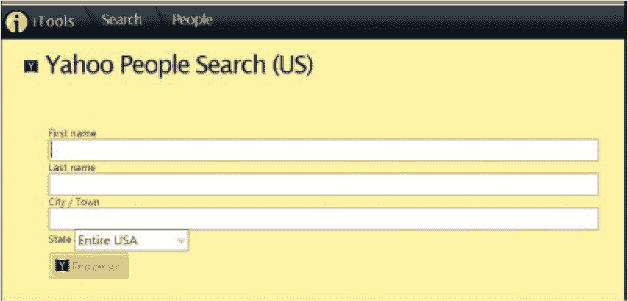 i iTools Search People
Y Yahoo People Search (US)
First name
Last name
City / Town
State Entire USA
Y